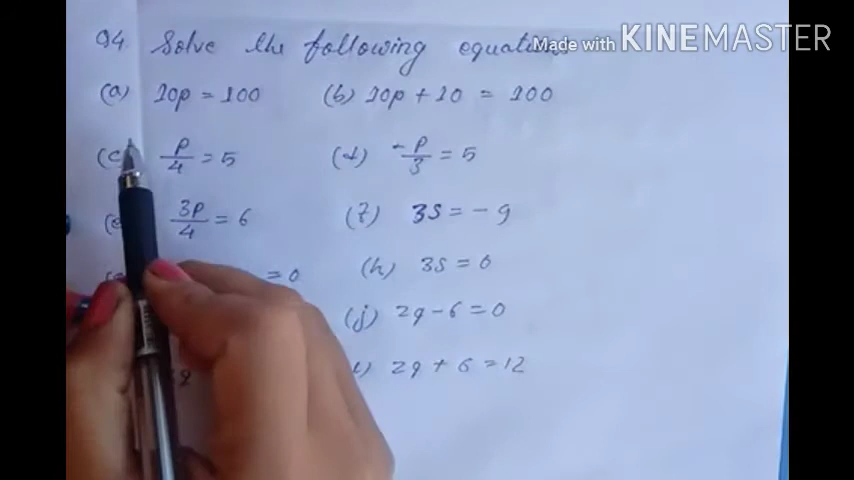 Q4 Solve the following equations
Made with KINEMASTER
(a) 10p = 100 (b) 10p + 10 = 100
(c) p/4 = 5 (d) -p/3 = 5
(e) 3p/4 = 6 (f) 3s = -9
= 0 (h) 3s = 0
(j) 2q - 6 = 0
2q + 6 = 12